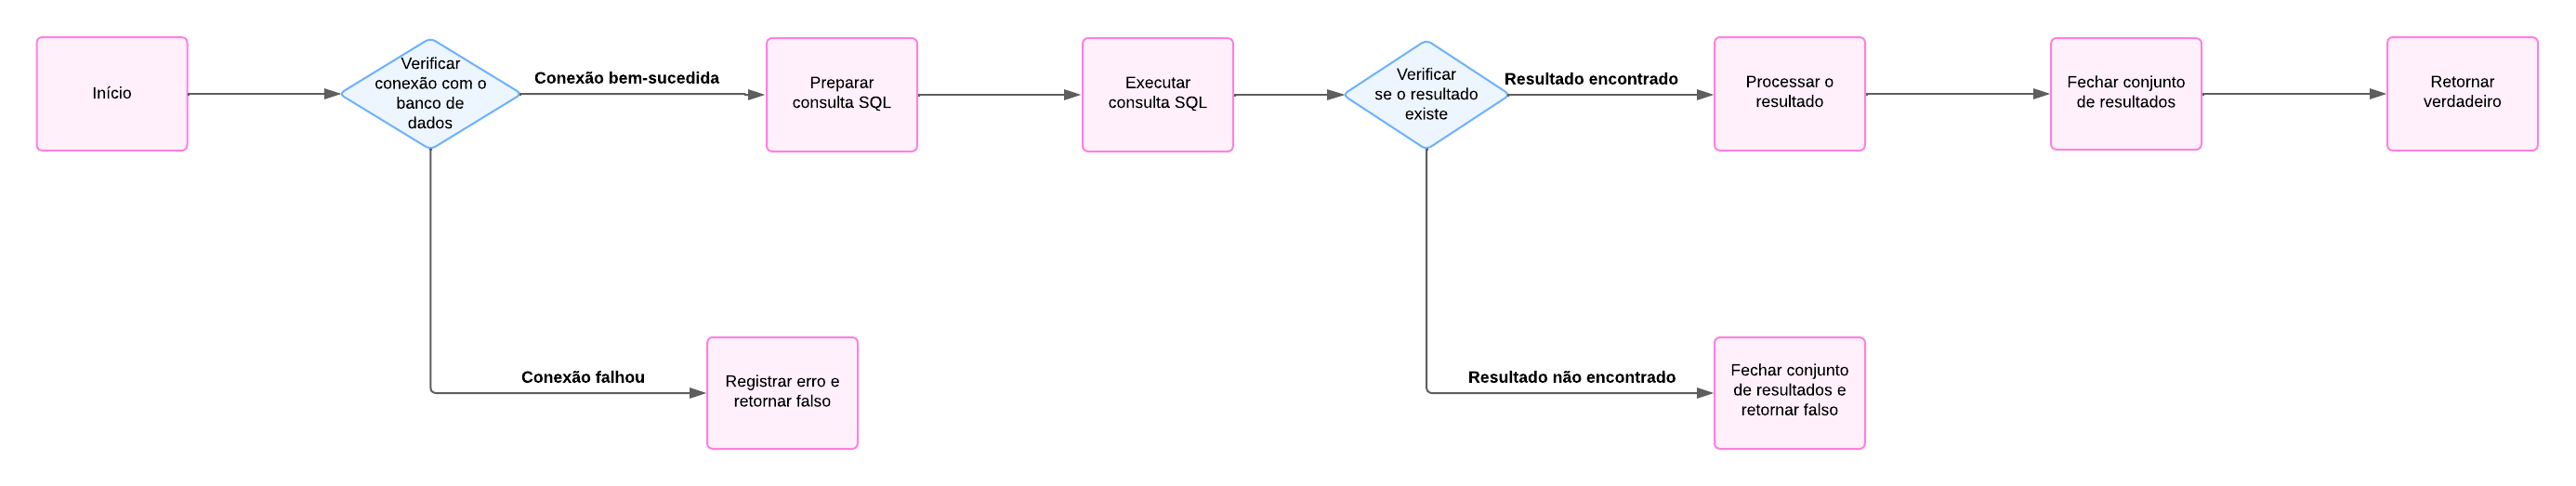 Início
Verificar
conexão com o
banco de
dados
Conexão bem-sucedida
Preparar
consulta SQL
Executar
consulta SQL
Verificar
se o resultado
existe
Resultado encontrado
Processar o
resultado
Fechar conjunto
de resultados
Retornar
verdadeiro
Conexão falhou
Registrar erro e
retornar falso
Resultado não encontrado
Fechar conjunto
de resultados e
retornar falso